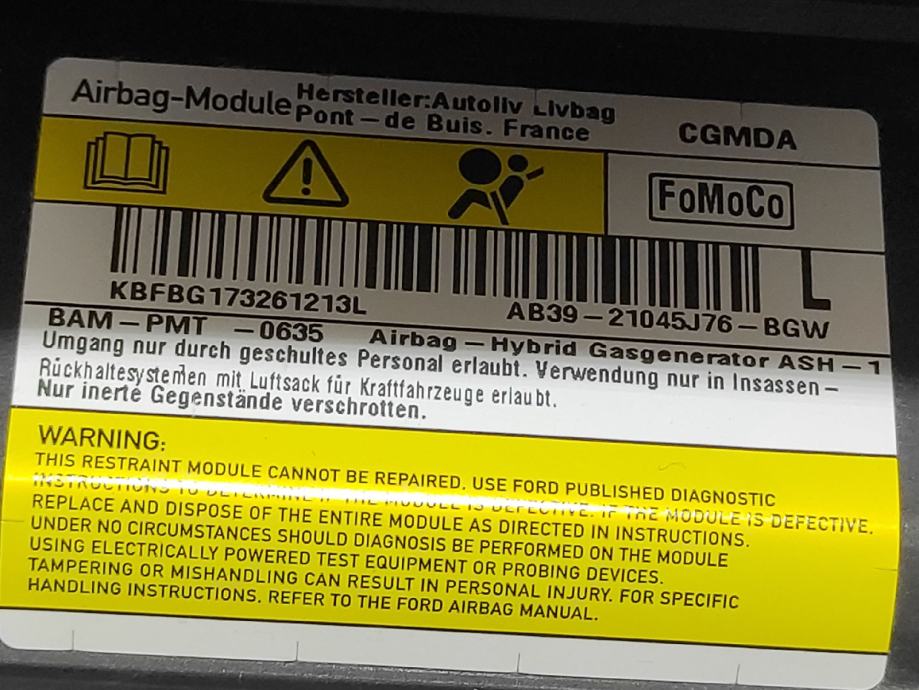 Airbag-Module Hersteller:Autoliv Livbag
Pont – de Buis. France
CGMDA
FoMoCo
L
KBFBG173261213L AB39 – 21045J76 – BGW
BAM – PMT – 0635 Airbag – Hybrid Gasgenerator ASH – 1
Umgang nur durch geschultes Personal erlaubt. Verwendung nur in Insassen –
Rückhaltesystemen mit Luftsack für Kraftfahrzeuge erlaubt.
Nur inerte Gegenstände verschrotten.
WARNING:
THIS RESTRAINT MODULE CANNOT BE REPAIRED. USE FORD PUBLISHED DIAGNOSTIC
INSTRUCTIONS TO DETERMINE IF THE MODULE IS DEFECTIVE. IF THE MODULE IS DEFECTIVE,
REPLACE AND DISPOSE OF THE ENTIRE MODULE AS DIRECTED IN INSTRUCTIONS.
UNDER NO CIRCUMSTANCES SHOULD DIAGNOSIS BE PERFORMED ON THE MODULE
USING ELECTRICALLY POWERED TEST EQUIPMENT OR PROBING DEVICES.
TAMPERING OR MISHANDLING CAN RESULT IN PERSONAL INJURY. FOR SPECIFIC
HANDLING INSTRUCTIONS. REFER TO THE FORD AIRBAG MANUAL.